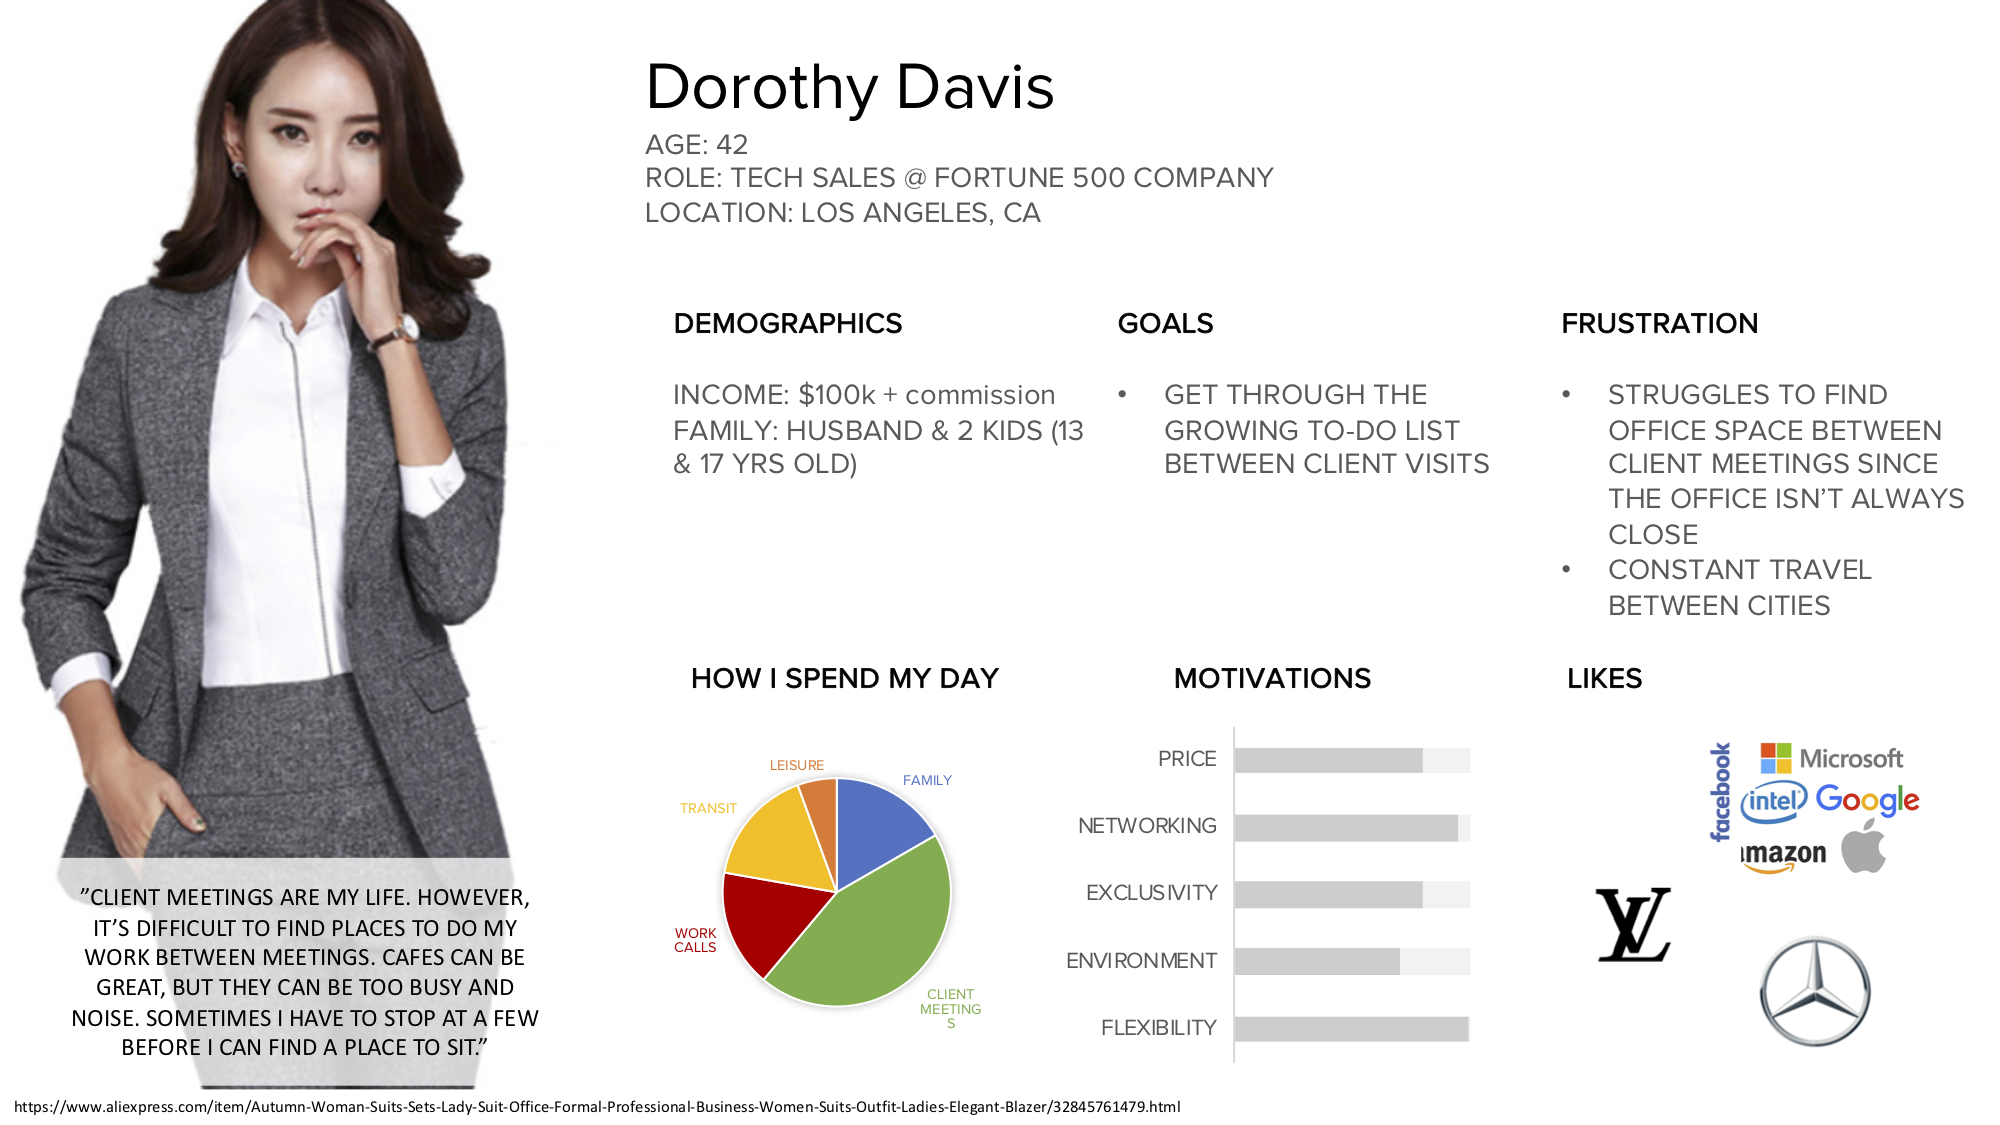 Dorothy Davis
AGE: 42
ROLE: TECH SALES @ FORTUNE 500 COMPANY
LOCATION: LOS ANGELES, CA
DEMOGRAPHICS
INCOME: $100k + commission
FAMILY: HUSBAND & 2 KIDS (13
& 17 YRS OLD)
GOALS
• GET THROUGH THE
GROWING TO-DO LIST
BETWEEN CLIENT VISITS
FRUSTRATION
• STRUGGLES TO FIND
OFFICE SPACE BETWEEN
CLIENT MEETINGS SINCE
THE OFFICE ISN’T ALWAYS
CLOSE
• CONSTANT TRAVEL
BETWEEN CITIES
HOW I SPEND MY DAY
LEISURE
FAMILY
TRANSIT
WORK
CALLS
CLIENT
MEETING
S
MOTIVATIONS
PRICE
NETWORKING
EXCLUSIVITY
ENVIRONMENT
FLEXIBILITY
LIKES
facebook
Microsoft
intel
Google
amazon
LV
”CLIENT MEETINGS ARE MY LIFE. HOWEVER,
IT’S DIFFICULT TO FIND PLACES TO DO MY
WORK BETWEEN MEETINGS. CAFES CAN BE
GREAT, BUT THEY CAN BE TOO BUSY AND
NOISE. SOMETIMES I HAVE TO STOP AT A FEW
BEFORE I CAN FIND A PLACE TO SIT.”
https://www.aliexpress.com/item/Autumn-Woman-Suits-Sets-Lady-Suit-Office-Formal-Professional-Business-Women-Suits-Outfit-Ladies-Elegant-Blazer/32845761479.html